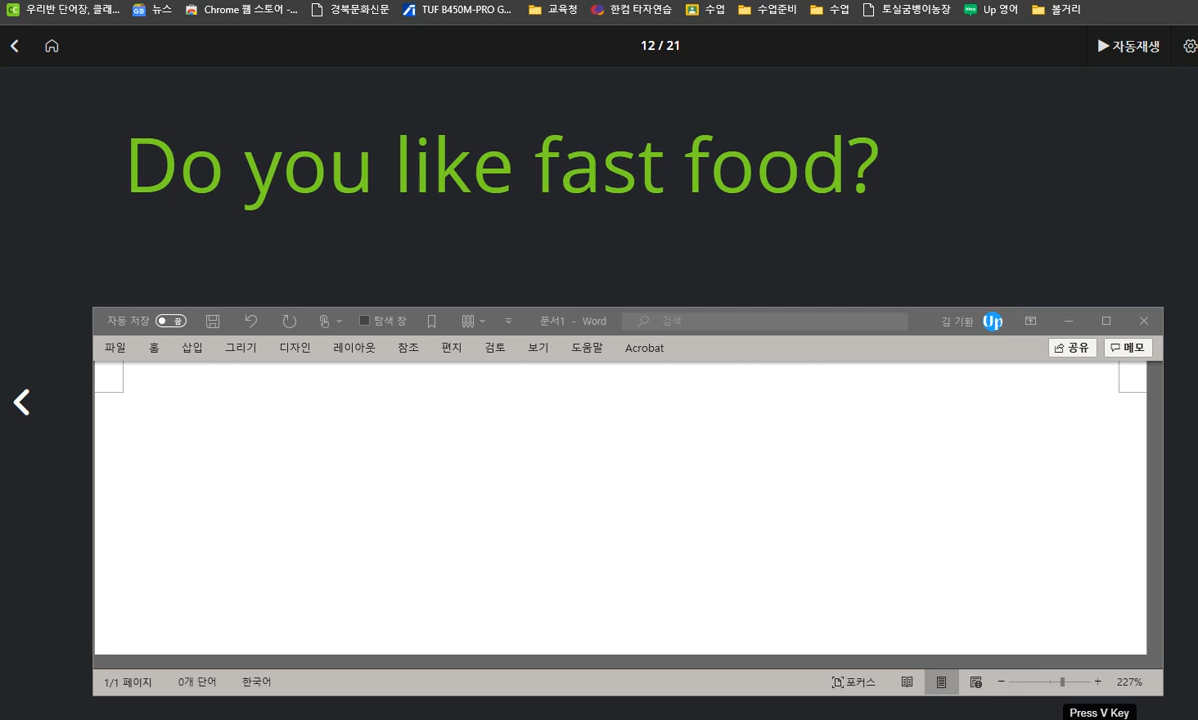 우리반 단어장, 클래... 뉴스 Chrome 웹 스토어 -... 경북문화신문 TUF B450M-PRO G... 교육청 한컴 타자연습 수업 수업준비 수업 토실굼벵이농장 Up 영어 볼거리
12 / 21 자동재생
Do you like fast food?
자동 저장 끔 탐색 창 문서1 - Word 검색 김 기환 Up
파일 홈 삽입 그리기 디자인 레이아웃 참조 편지 검토 보기 도움말 Acrobat 공유 메모
1/1 페이지 0개 단어 한국어 포커스 227%
Press V Key